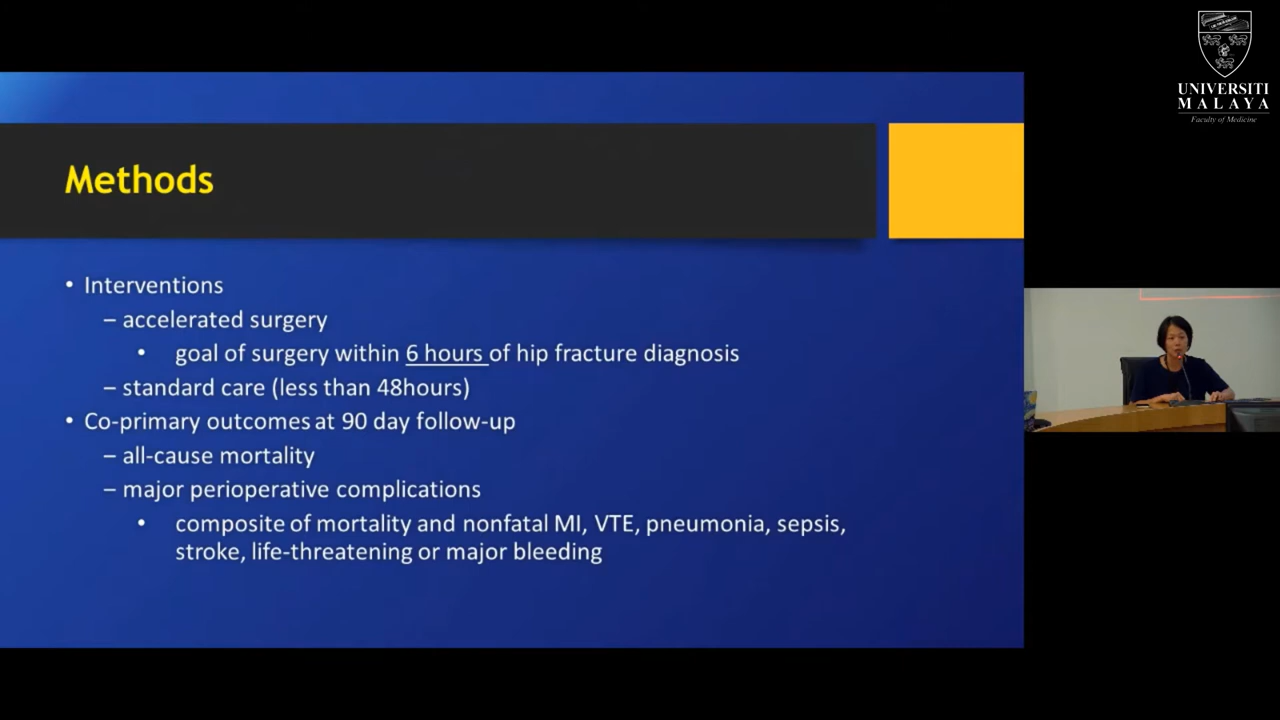 Methods
• Interventions
– accelerated surgery
• goal of surgery within 6 hours of hip fracture diagnosis
– standard care (less than 48hours)
• Co-primary outcomes at 90 day follow-up
– all-cause mortality
– major perioperative complications
• composite of mortality and nonfatal MI, VTE, pneumonia, sepsis,
stroke, life-threatening or major bleeding
UNIVERSITI
MALAYA
Faculty of Medicine